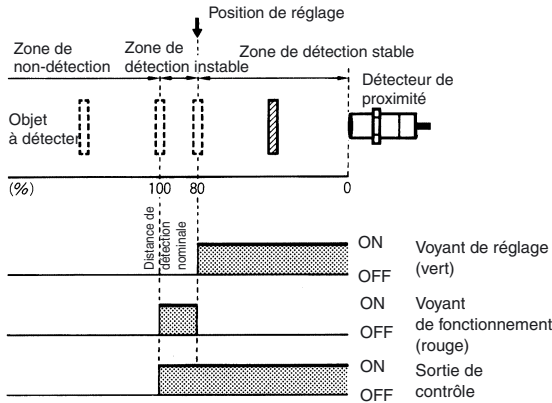 Position de réglage
Zone de
non-détection
Zone de
détection instable
Zone de détection stable
Détecteur de
proximité
Objet
à détecter
(%)
100
80
0
Distance de
détection
nominale
ON
OFF
Voyant de réglage
(vert)
ON
OFF
Voyant
de fonctionnement
(rouge)
ON
OFF
Sortie de
contrôle